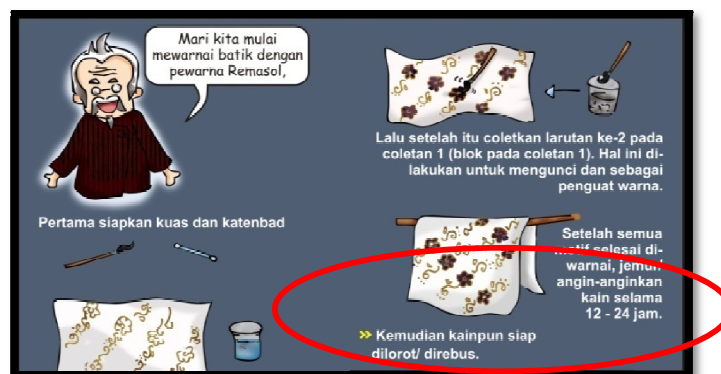 Mari kita mulai
mewarnai batik dengan
pewarna Remasol,
Pertama siapkan kuas dan katenbad
Lalu setelah itu coletkan larutan ke-2 pada
coletan 1 (blok pada coletan 1). Hal ini di-
lakukan untuk mengunci dan sebagai
penguat warna.
Setelah semua
motif selesai di-
warnai, jemur/
angin-anginkan
kain selama
12 - 24 jam.
>> Kemudian kainpun siap
dilorot/ direbus.